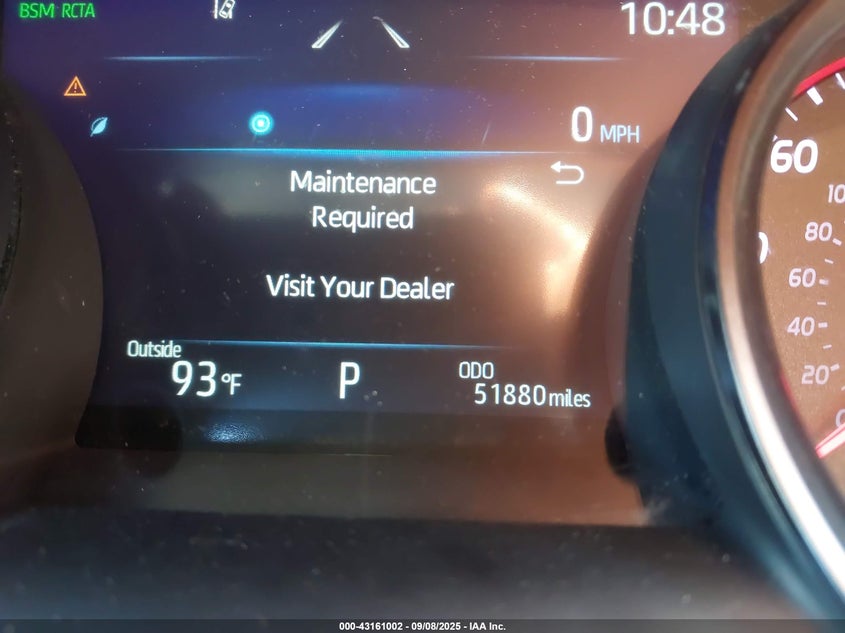 BSM RCTA
10:48
0 MPH
Maintenance
Required
Visit Your Dealer
Outside
93°F
P
ODO
51880 miles
60
80
60
40
20
000-43161002 - 09/08/2025 - IAA Inc.